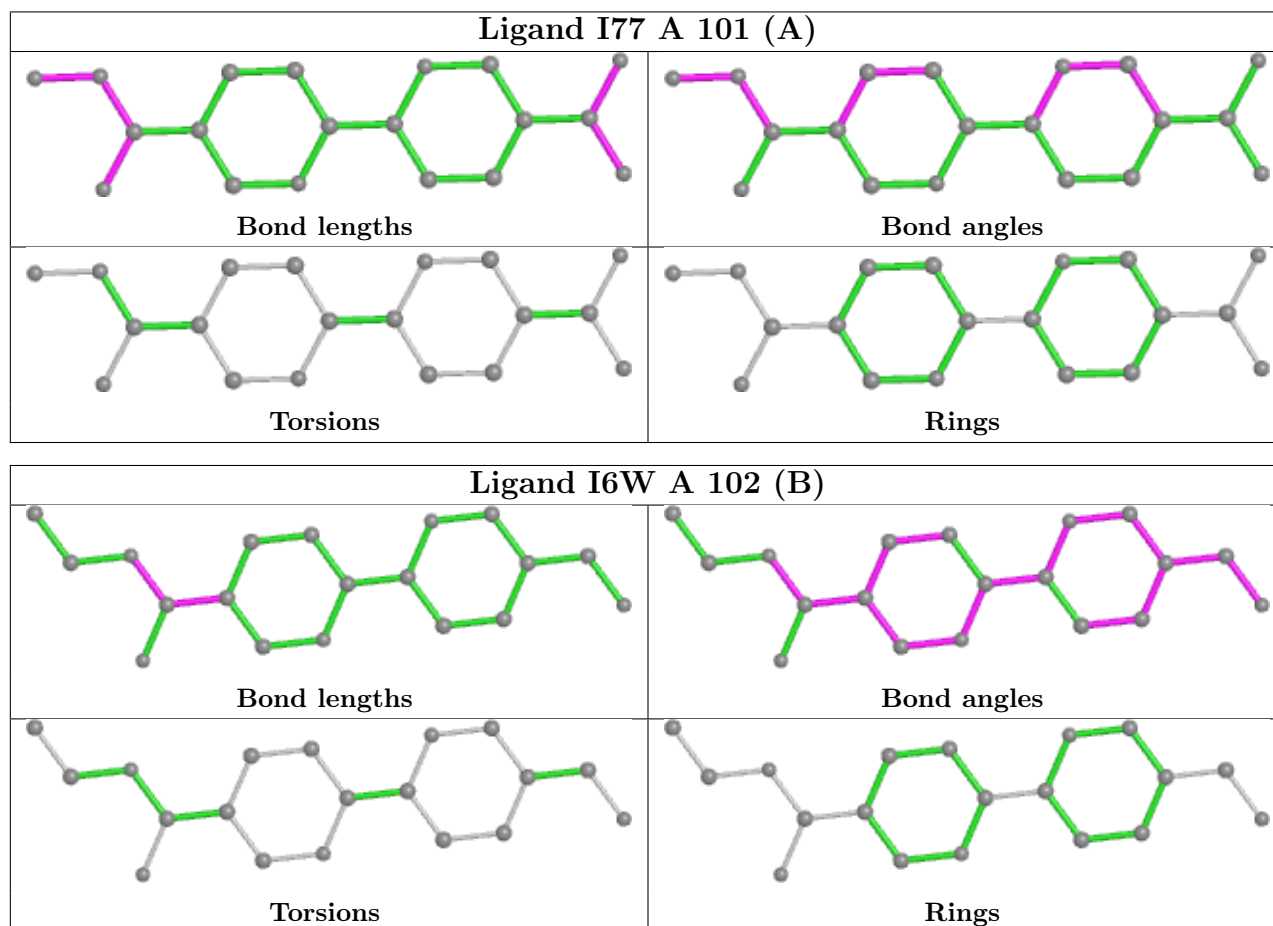 Ligand I77 A 101 (A)
Bond lengths
Bond angles
Torsions
Rings
Ligand I6W A 102 (B)
Bond lengths
Bond angles
Torsions
Rings